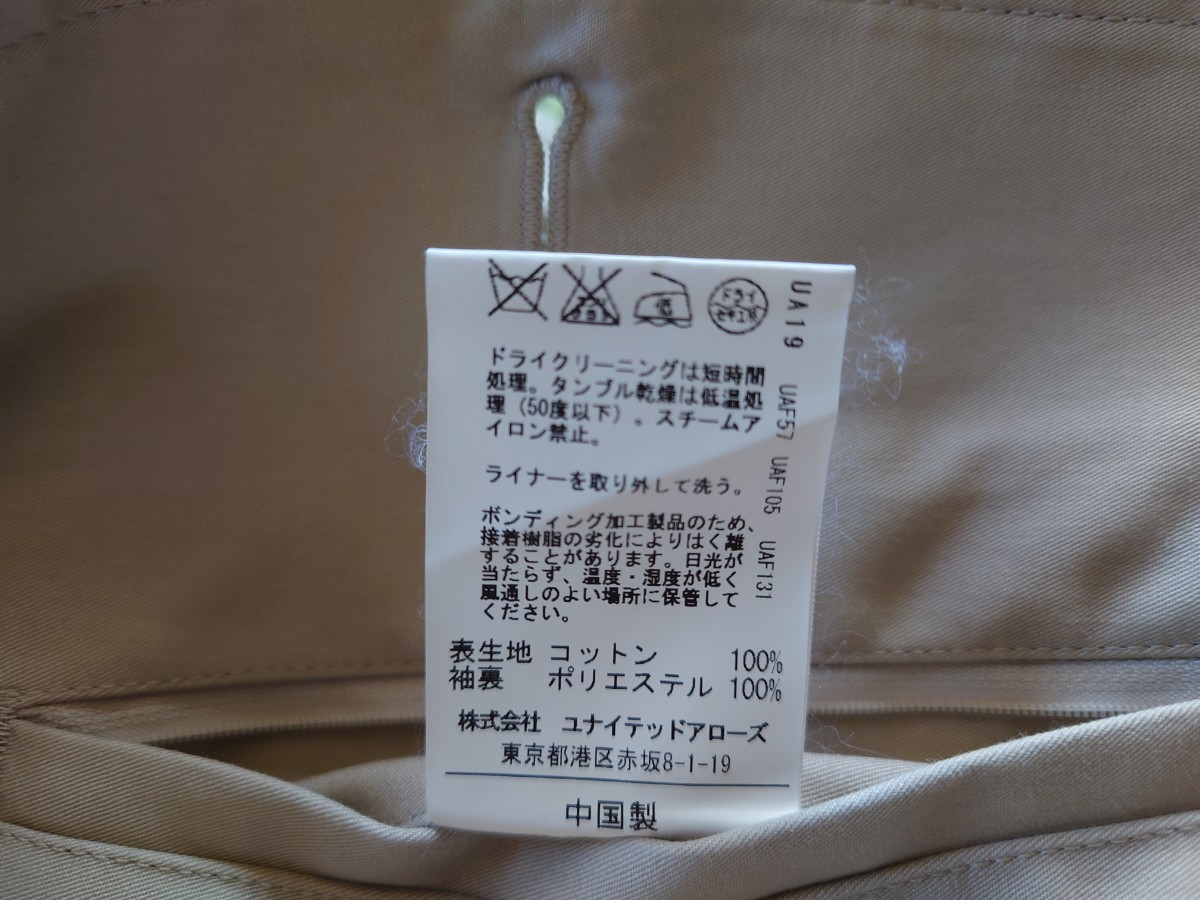 低
ドライ
セキユ系
ドライクリーニングは短時間
処理。タンブル乾燥は低温処
理（50度以下）。スチームア
イロン禁止。
ライナーを取り外して洗う。
ボンディング加工製品のため、
接着樹脂の劣化によりはく離
することがあります。日光が
当たらず、温度・湿度が低く
風通しのよい場所に保管して
ください。
表生地 コットン 100%
袖裏 ポリエステル 100%
株式会社 ユナイテッドアローズ
東京都港区赤坂8-1-19
中国製
UA19 UAF57 UAF105 UAF131